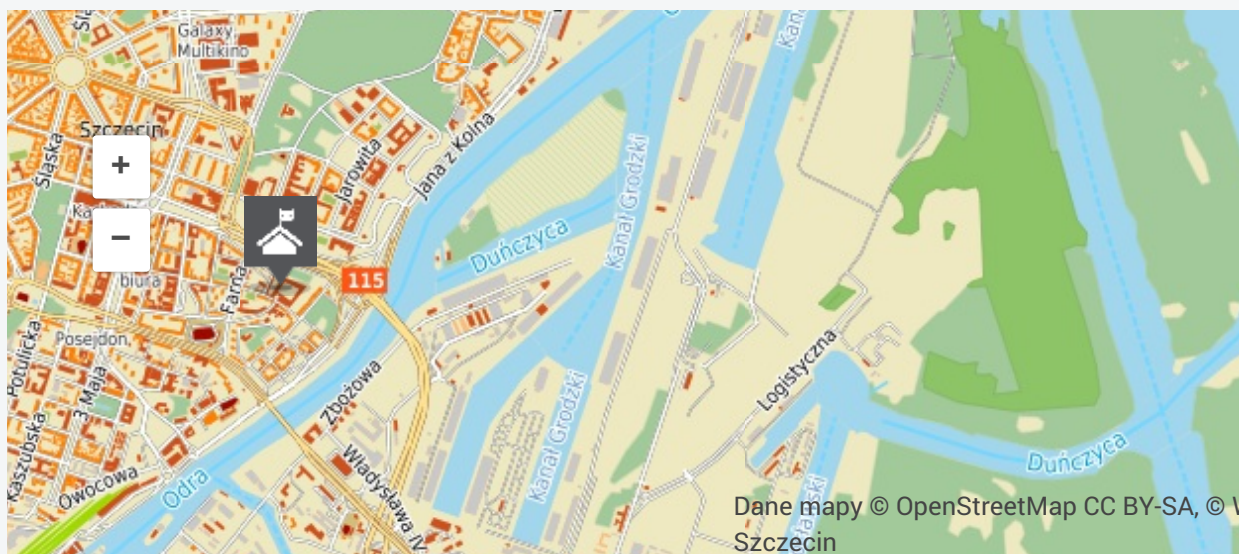 Galaxy,
Multikino
Szczecin
Śląska
+
−
biura
Farna
Jarowita
Jana z Kolna
115
Duńczyca
Kanał Grodzki
Posejdon,
Potulicka
3 Maja
Kaszubska
Owocowa
Odra
Zbożowa
Władysława IV
Kanał Grodzki
Logistyczna
Duńczyca
Dane mapy © OpenStreetMap CC BY-SA, ©
Szczecin